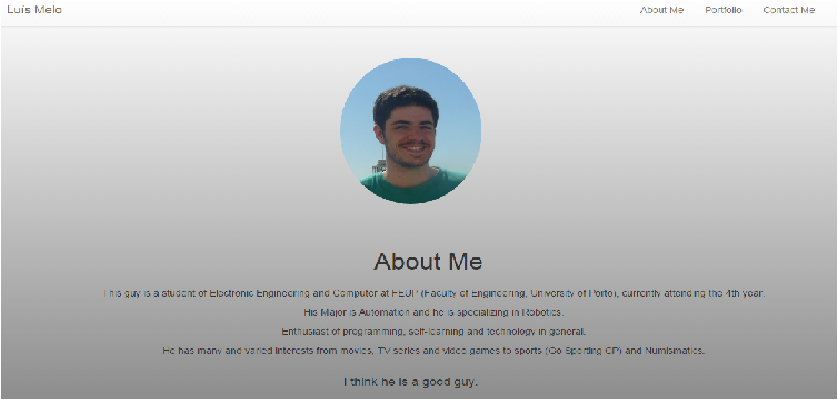 Luís Melo
About Me Portfolio Contact Me
About Me
This guy is a student of Electronic Engineering and Computer at FEUP (Faculty of Engineering, University of Porto), currently attending the 4th year.
His Major is Automation and he is specializing in Robotics.
Enthusiast of programming, self-learning and technology in general.
He has many and varied interests from movies, TV series and video games to sports (Go Sporting CP) and Numismatics.
I think he is a good guy.